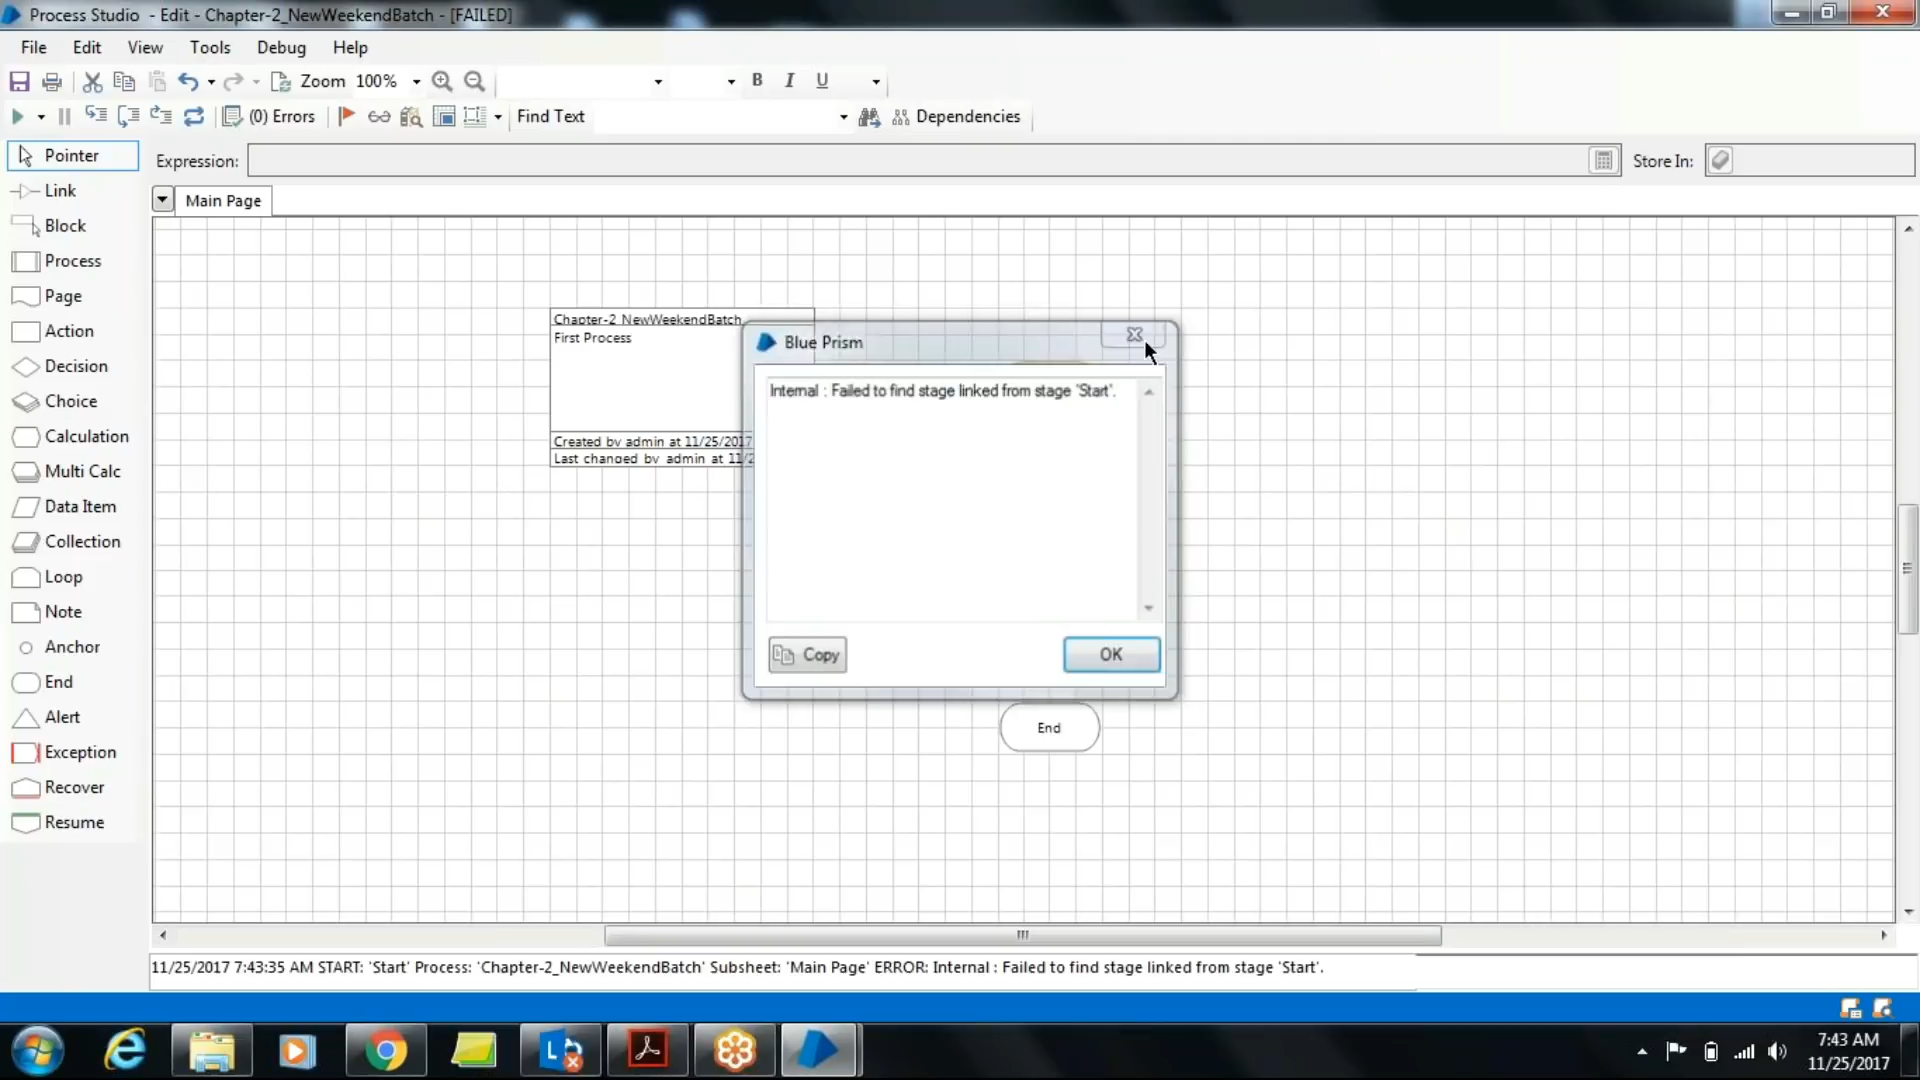 Process Studio - Edit - Chapter-2_NewWeekendBatch - [FAILED]
File Edit View Tools Debug Help
Zoom 100% B I U
(0) Errors Find Text Dependencies
Pointer
Expression: Store In:
Link
Main Page
Block
Process
Page
Action
Decision
Choice
Calculation
Multi Calc
Data Item
Collection
Loop
Note
Anchor
End
Alert
Exception
Recover
Resume
Chapter-2_NewWeekendBatch
First Process
Created by admin at 11/25/2017
Last changed by admin at 11/2
Blue Prism
Internal : Failed to find stage linked from stage 'Start'.
Copy OK
End
11/25/2017 7:43:35 AM START: 'Start' Process: 'Chapter-2_NewWeekendBatch' Subsheet: 'Main Page' ERROR: Internal : Failed to find stage linked from stage 'Start'.
7:43 AM
11/25/2017